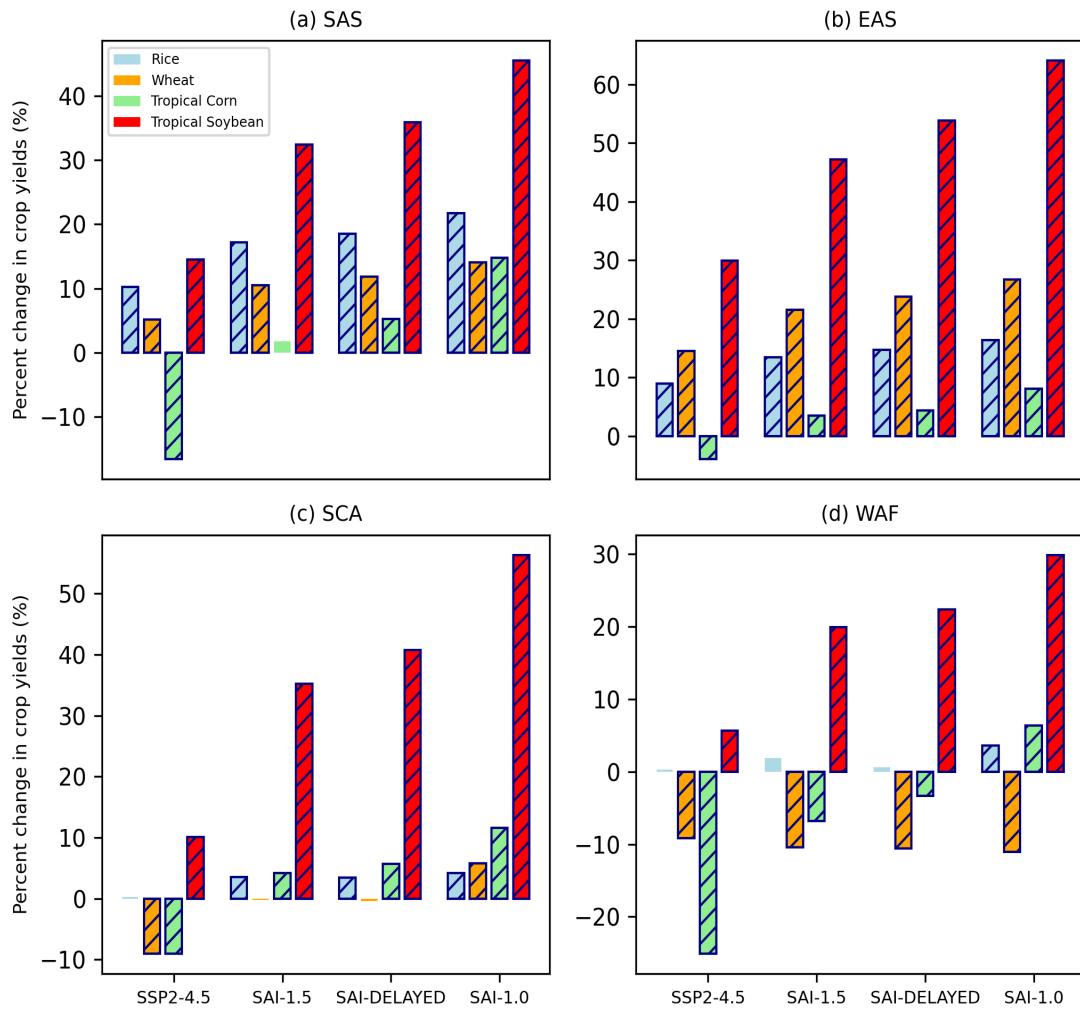 (a) SAS
Percent change in crop yields (%)
40
30
20
10
0
−10
Rice
Wheat
Tropical Corn
Tropical Soybean
(b) EAS
60
50
40
30
20
10
0
(c) SCA
Percent change in crop yields (%)
50
40
30
20
10
0
−10
SSP2-4.5 SAI-1.5 SAI-DELAYED SAI-1.0
(d) WAF
30
20
10
0
−10
−20
SSP2-4.5 SAI-1.5 SAI-DELAYED SAI-1.0